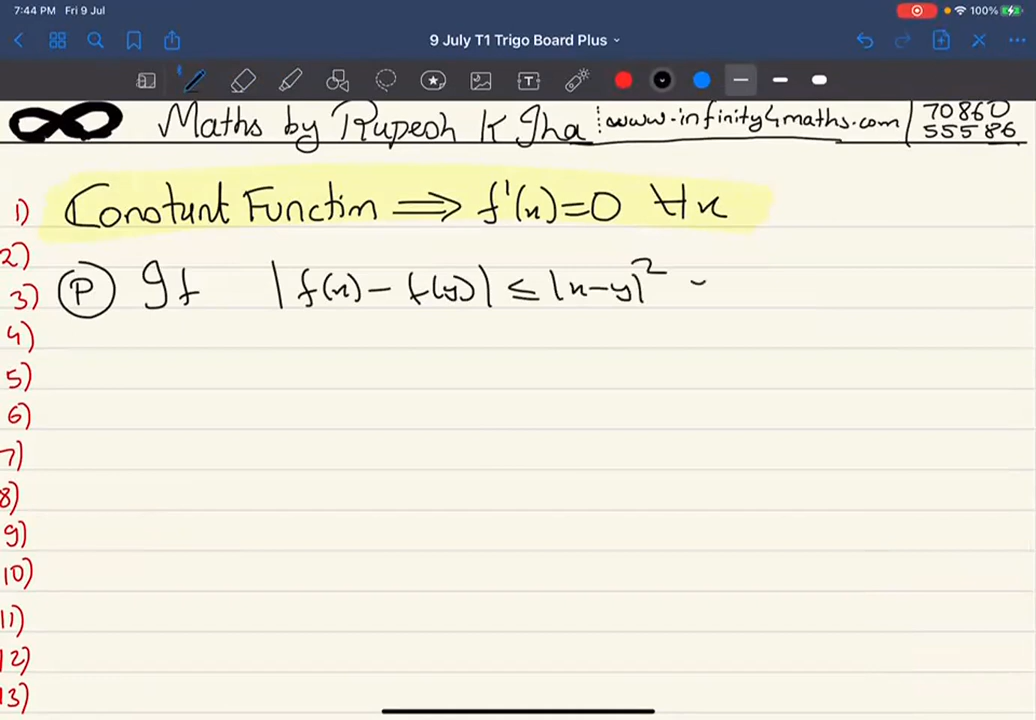 7:44 PM Fri 9 Jul
100%
9 July T1 Trigo Board Plus
T
Maths by Rupesh K Jha www.infinity4maths.com 70860 55586
1) Constant Function ⟹ f'(x)=0 ∀x
2)
3) P If |f(x) - f(y)| ≤ |x-y|²
4)
5)
6)
7)
8)
9)
10)
11)
12)
13)